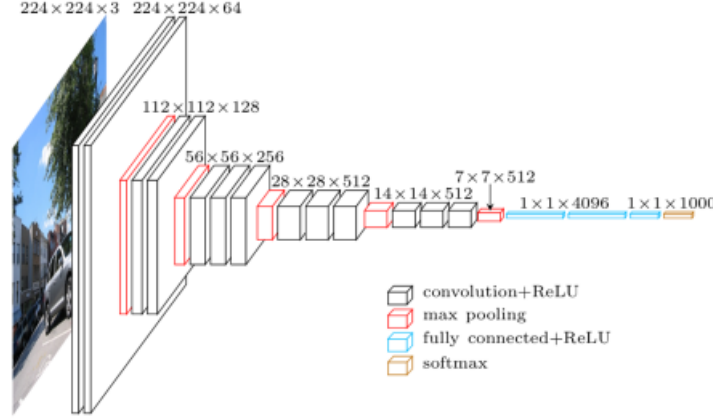 224×224×3
224×224×64
112×112×128
56×56×256
28×28×512
14×14×512
7×7×512
1×1×4096
1×1×1000
convolution+ReLU
max pooling
fully connected+ReLU
softmax